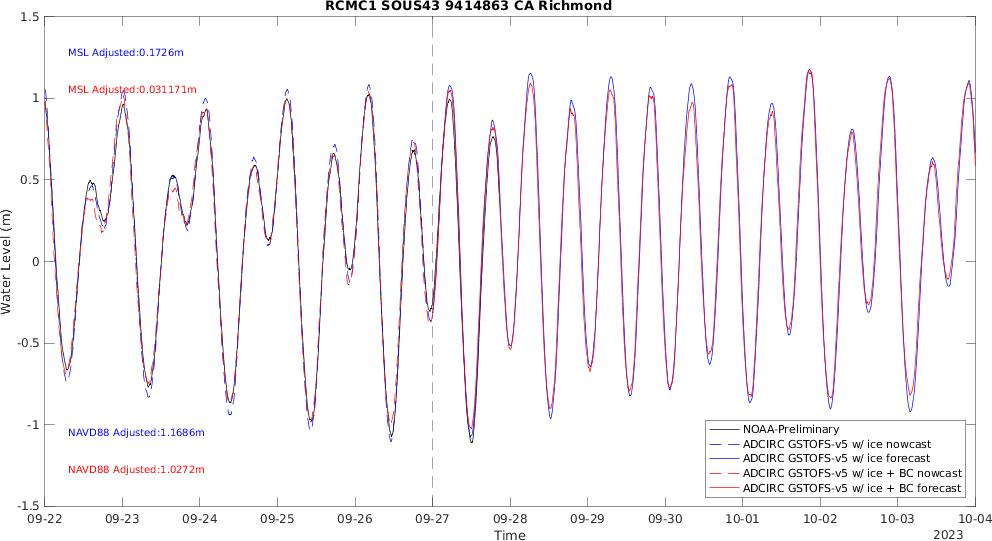 RCMC1 SOUS43 9414863 CA Richmond
1.5
MSL Adjusted:0.1726m
MSL Adjusted:0.031171m
1
0.5
Water Level (m)
0
-0.5
-1
NAVD88 Adjusted:1.1686m
NAVD88 Adjusted:1.0272m
-1.5
NOAA-Preliminary
ADCIRC GSTOFS-v5 w/ ice nowcast
ADCIRC GSTOFS-v5 w/ ice forecast
ADCIRC GSTOFS-v5 w/ ice + BC nowcast
ADCIRC GSTOFS-v5 w/ ice + BC forecast
09-22 09-23 09-24 09-25 09-26 09-27 09-28 09-29 09-30 10-01 10-02 10-03 10-04
Time
2023